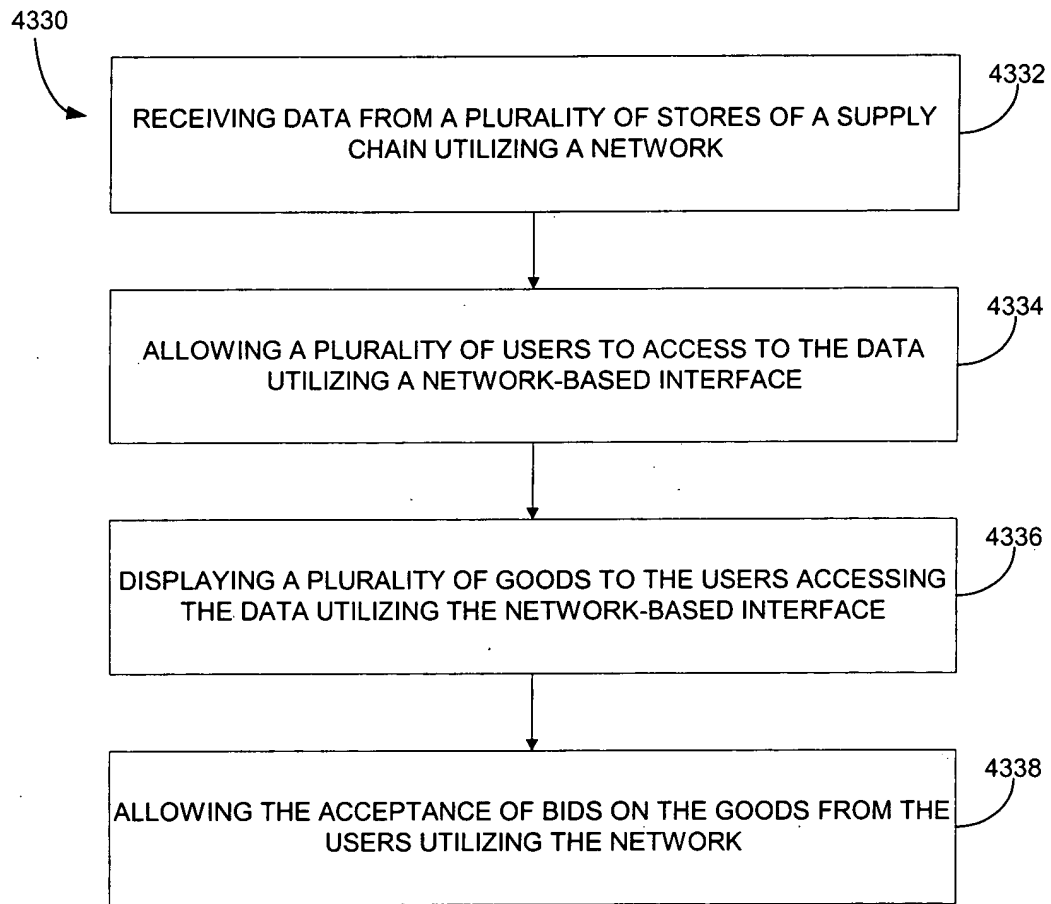 4330
4332
RECEIVING DATA FROM A PLURALITY OF STORES OF A SUPPLY
CHAIN UTILIZING A NETWORK
4334
ALLOWING A PLURALITY OF USERS TO ACCESS TO THE DATA
UTILIZING A NETWORK-BASED INTERFACE
4336
DISPLAYING A PLURALITY OF GOODS TO THE USERS ACCESSING
THE DATA UTILIZING THE NETWORK-BASED INTERFACE
4338
ALLOWING THE ACCEPTANCE OF BIDS ON THE GOODS FROM THE
USERS UTILIZING THE NETWORK